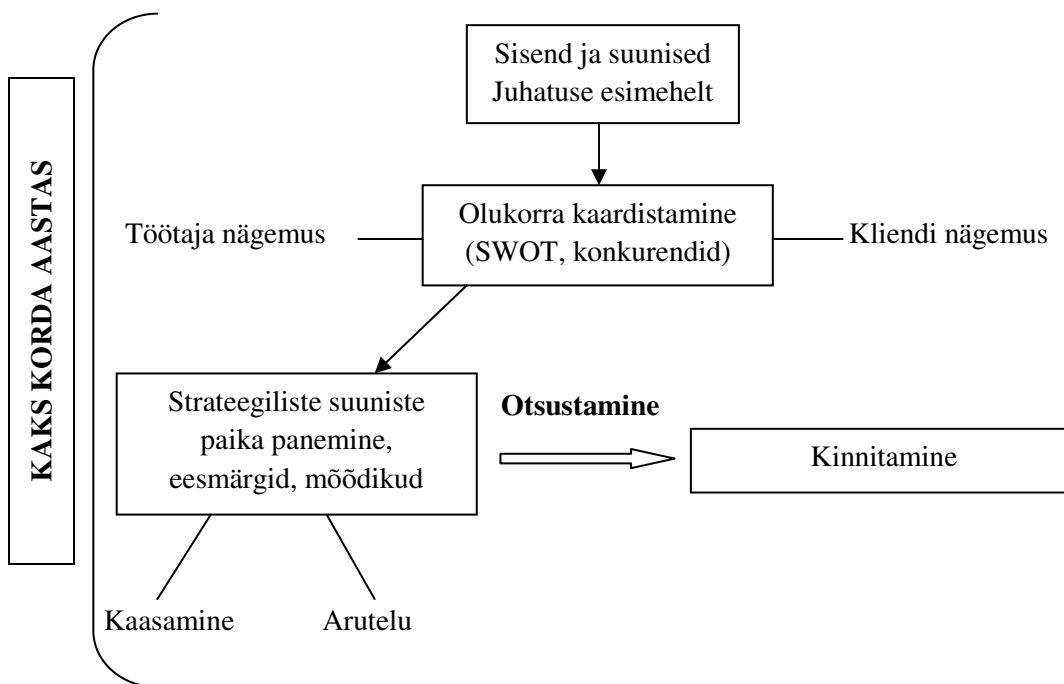 KAKS KORDA AASTAS
Sisend ja suunised
Juhatuse esimehelt
Olukorra kaardistamine
(SWOT, konkurendid)
Töötaja nägemus
Kliendi nägemus
Strateegiliste suuniste
paika panemine,
eesmärgid, mõõdikud
Otsustamine
Kinnitamine
Kaasamine
Arutelu